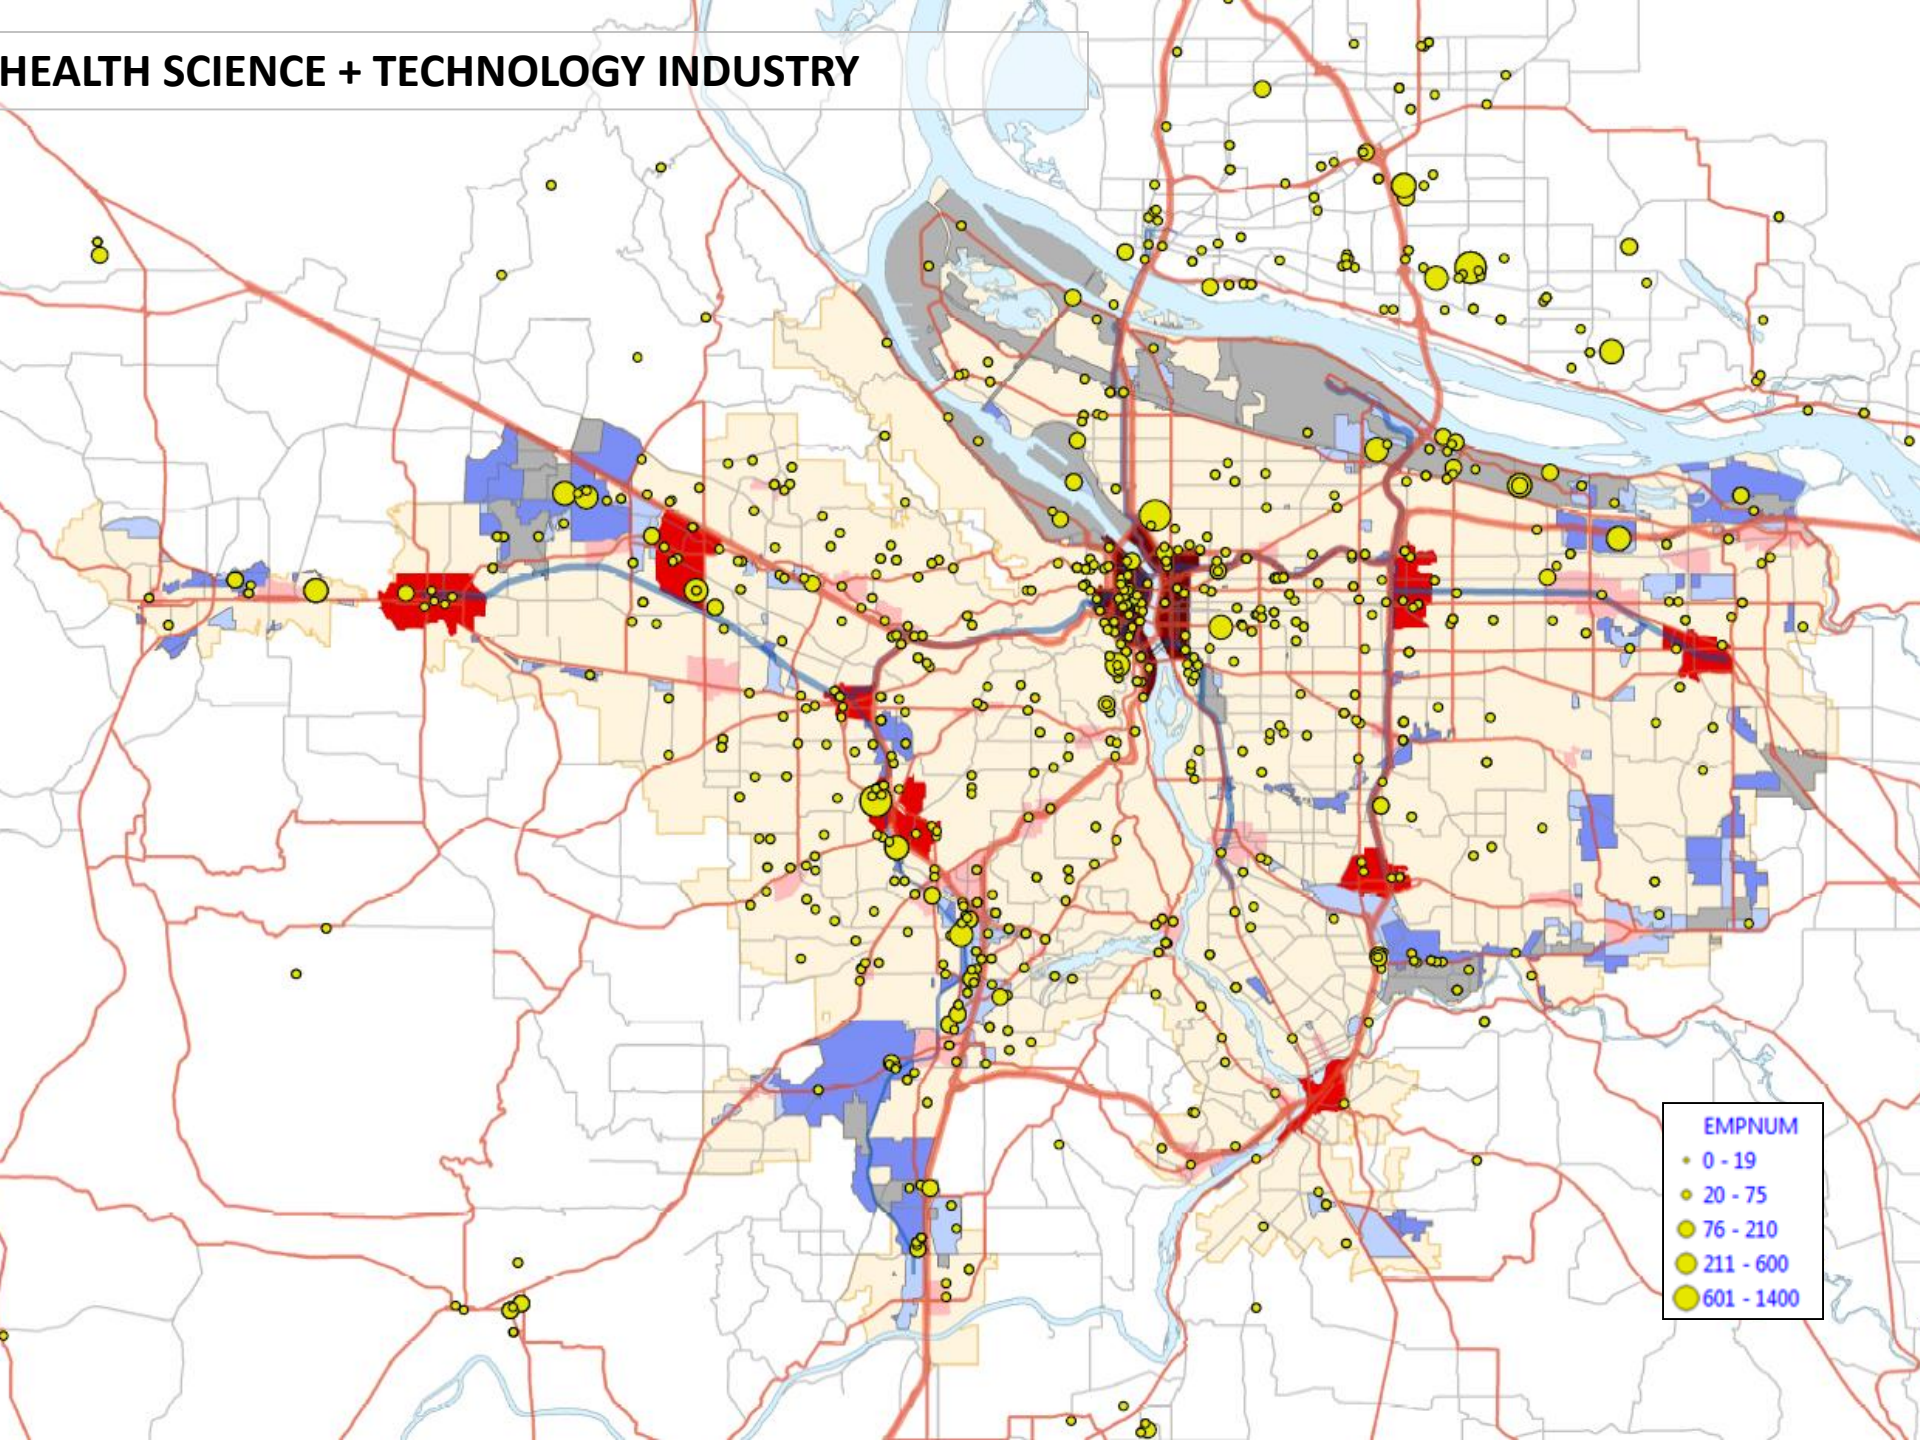 HEALTH SCIENCE + TECHNOLOGY INDUSTRY
EMPNUM
0 - 19
20 - 75
76 - 210
211 - 600
601 - 1400